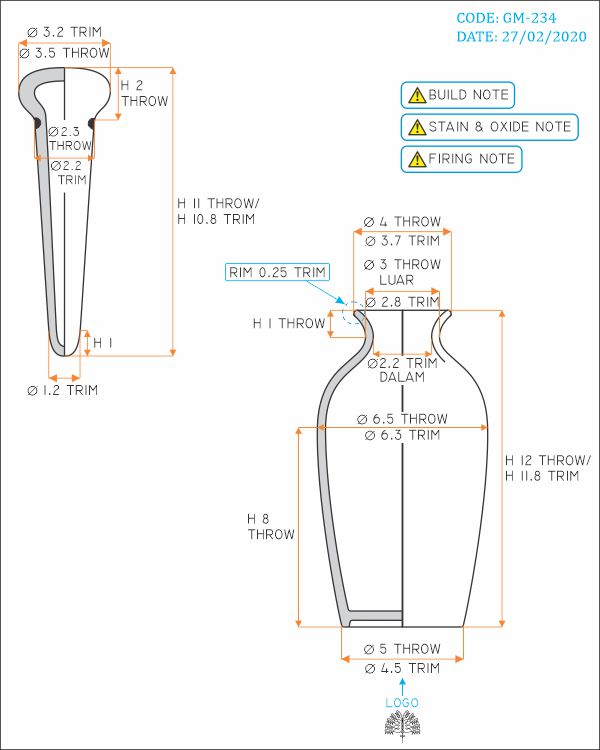 CODE: GM-234
DATE: 27/02/2020
Ø 3.2 TRIM
Ø 3.5 THROW
H 2
THROW
Ø2.3
THROW
Ø2.2
TRIM
H 11 THROW/
H 10.8 TRIM
H 1
Ø 1.2 TRIM
BUILD NOTE
STAIN & OXIDE NOTE
FIRING NOTE
Ø 4 THROW
Ø 3.7 TRIM
Ø 3 THROW
LUAR
RIM 0.25 TRIM
Ø 2.8 TRIM
H 1 THROW
Ø2.2 TRIM
DALAM
Ø 6.5 THROW
Ø 6.3 TRIM
H 12 THROW/
H 11.8 TRIM
H 8
THROW
Ø 5 THROW
Ø 4.5 TRIM
LOGO